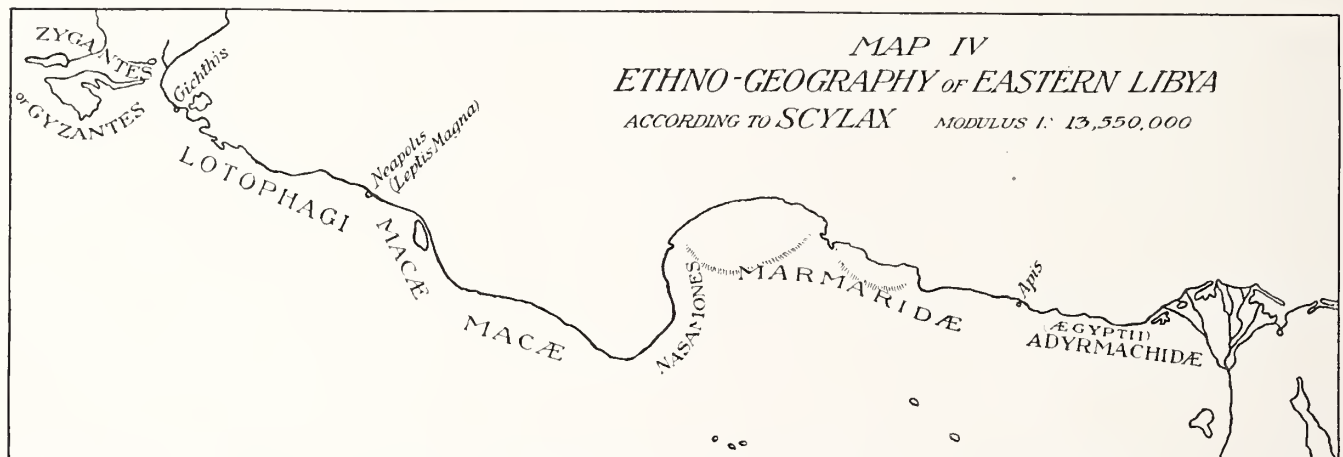 MAP IV
ETHNO-GEOGRAPHY OF EASTERN LIBYA
ACCORDING TO SCYLAX MODULUS 1: 13,550,000
ZYGANTES
or GYZANTES
Gichthis
LOTOPHAGI
Neapolis
(Leptis Magna)
MACÆ
MACÆ
NASAMONES
MARMARIDÆ
Apis
(ÆGYPTII)
ADYRMACHIDÆ